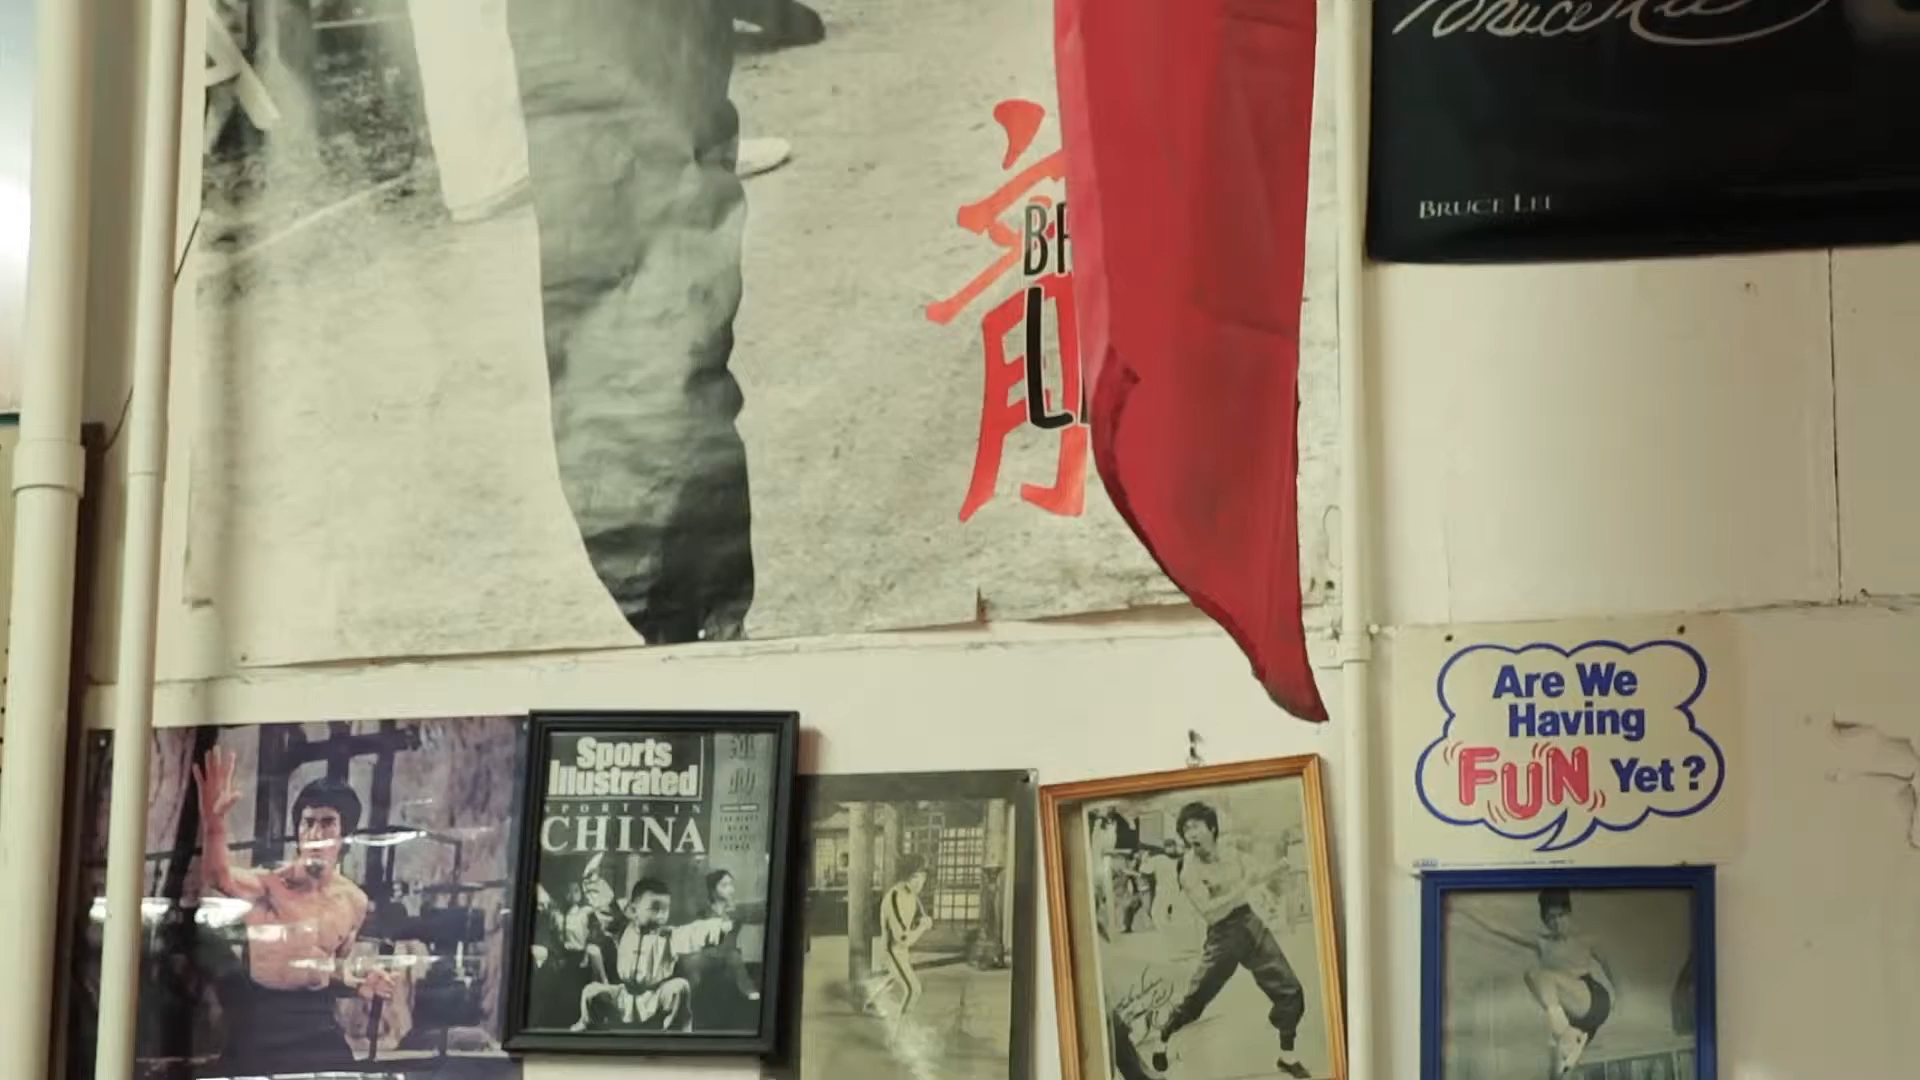 Bruce Lee
BRUCE LEE
BR
L
Are We
Having
FUN Yet?
Sports
Illustrated
SPORTS IN
CHINA